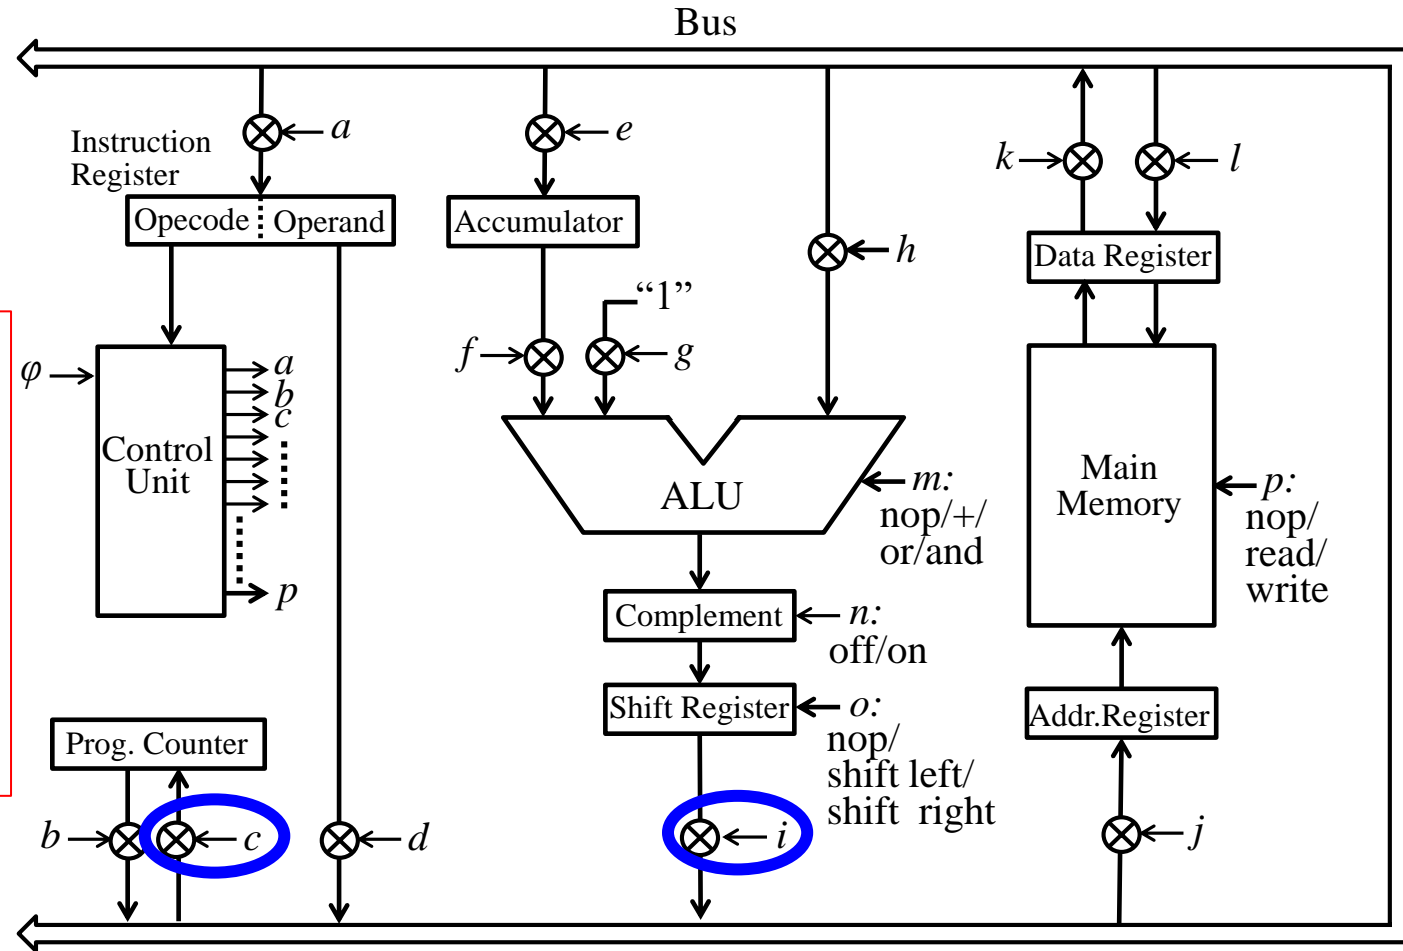 Bus
a
e
k
l
Instruction
Register
Opecode
Operand
Accumulator
h
Data Register
“1”
f
g
φ
a
b
c
Control
Unit
p
ALU
m:
nop/+/
or/and
Main
Memory
p:
nop/
read/
write
Complement
n:
off/on
Shift Register
o:
nop/
shift left/
shift right
Addr.Register
Prog. Counter
b
c
d
i
j